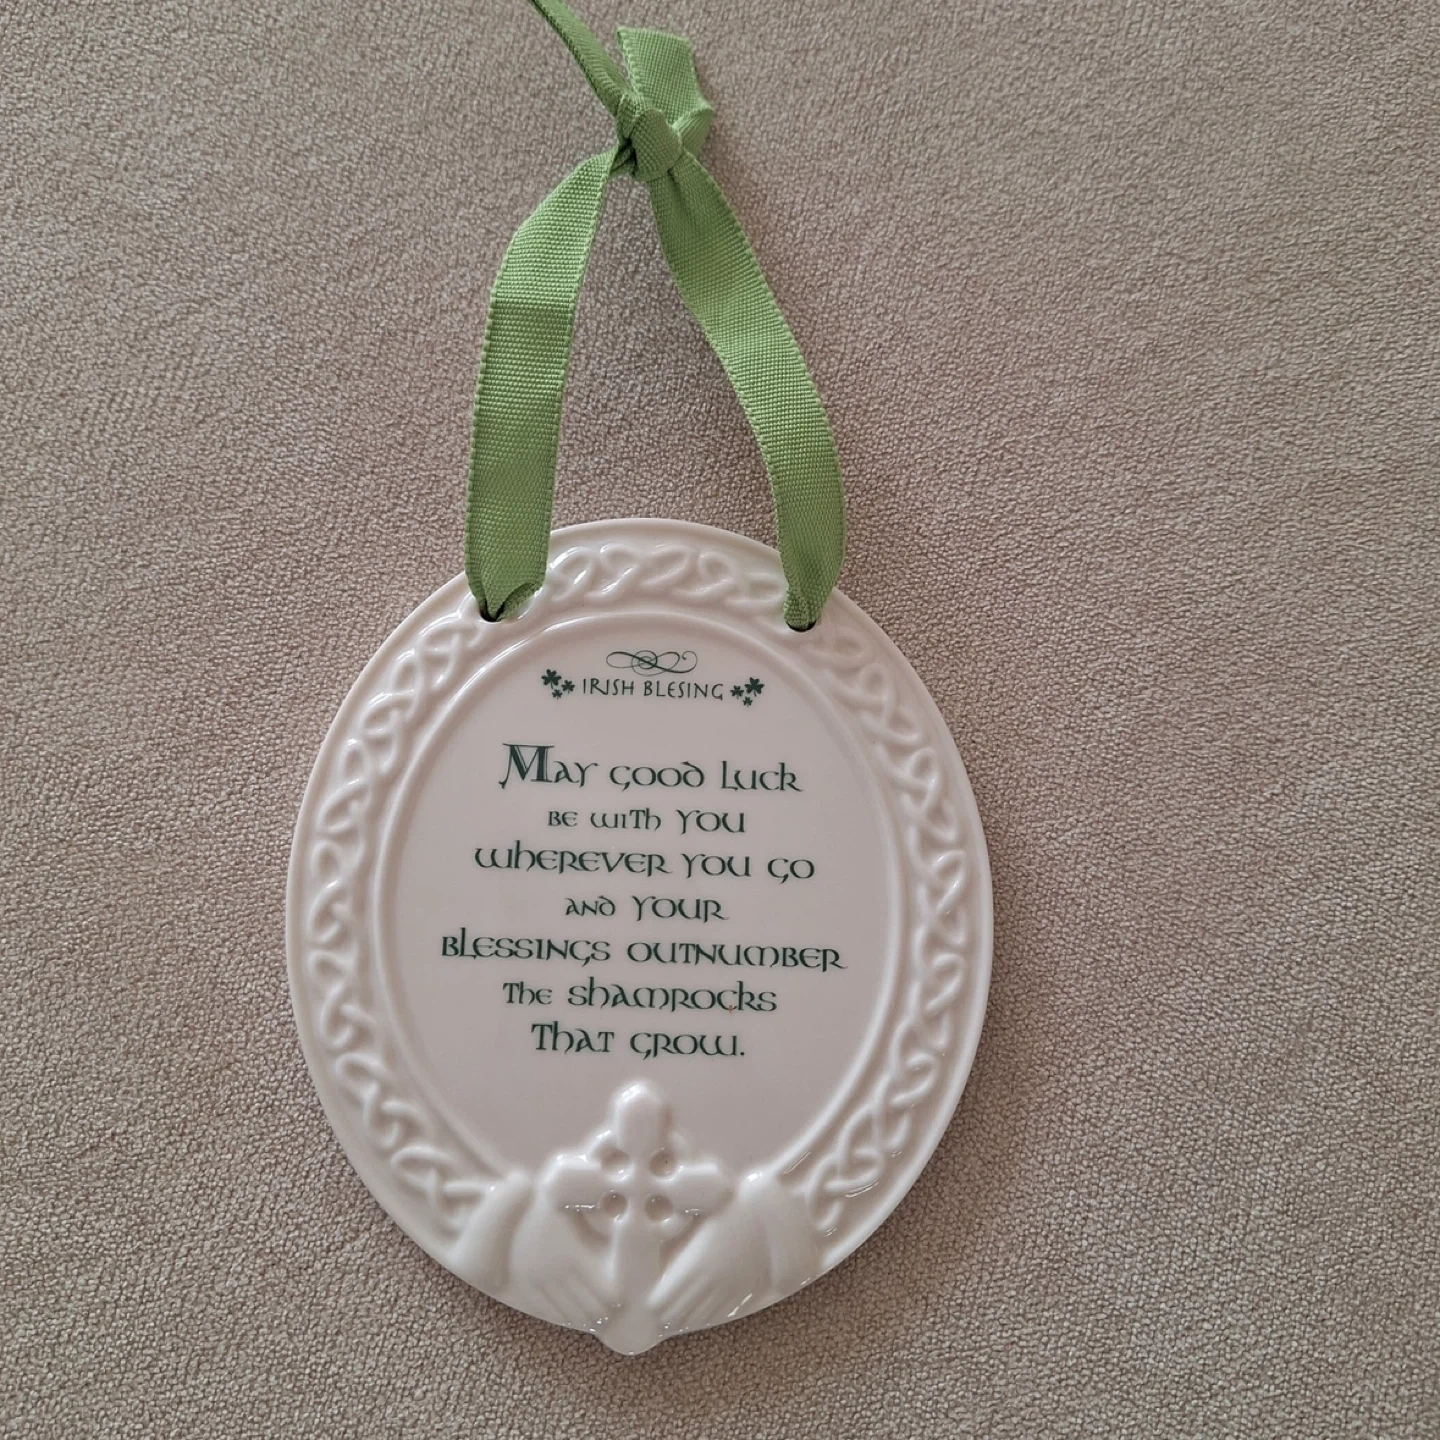 IRISH BLESING
May good luck
be with you
wherever you go
and your
blessings outnumber
the shamrocks
that grow.